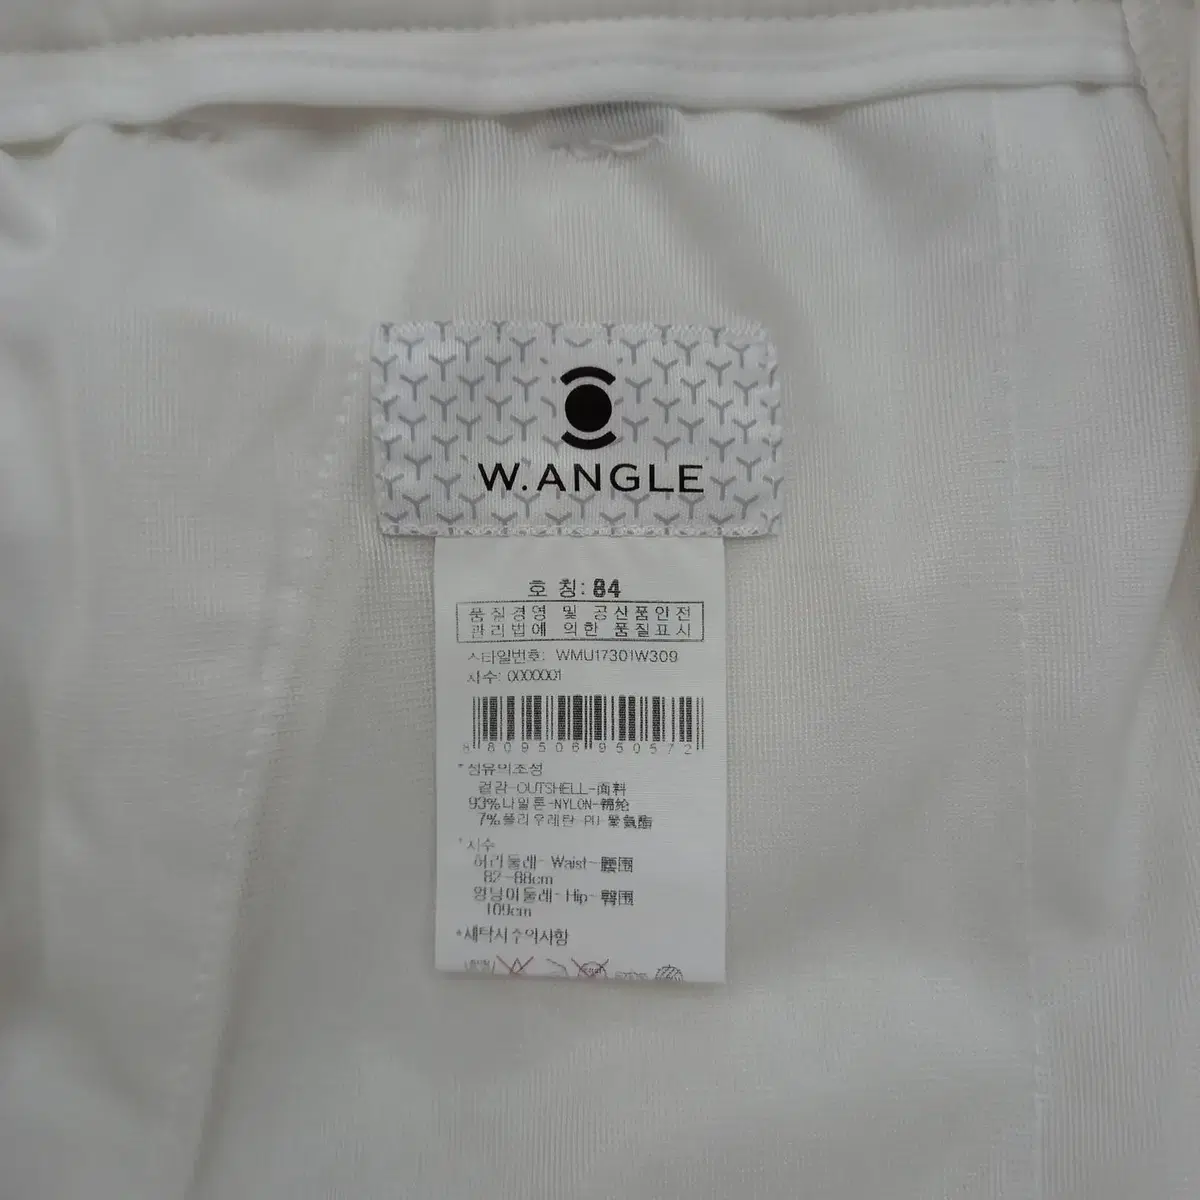 W.ANGLE
호 칭: 84
품질경영 및 공산품안전
관리법에 의한 품질표시
스타일번호: WMU17301W309
차수: 0000001
8 809506 950572
*섬유의조성
겉감-OUTSHELL-面料
93%나일론-NYLON-锦纶
7%폴리우레탄-PU-聚氨酯
*치수
허리둘레-Waist-腰围
82-88cm
엉덩이둘레-Hip-臀围
109cm
*세탁시주의사항